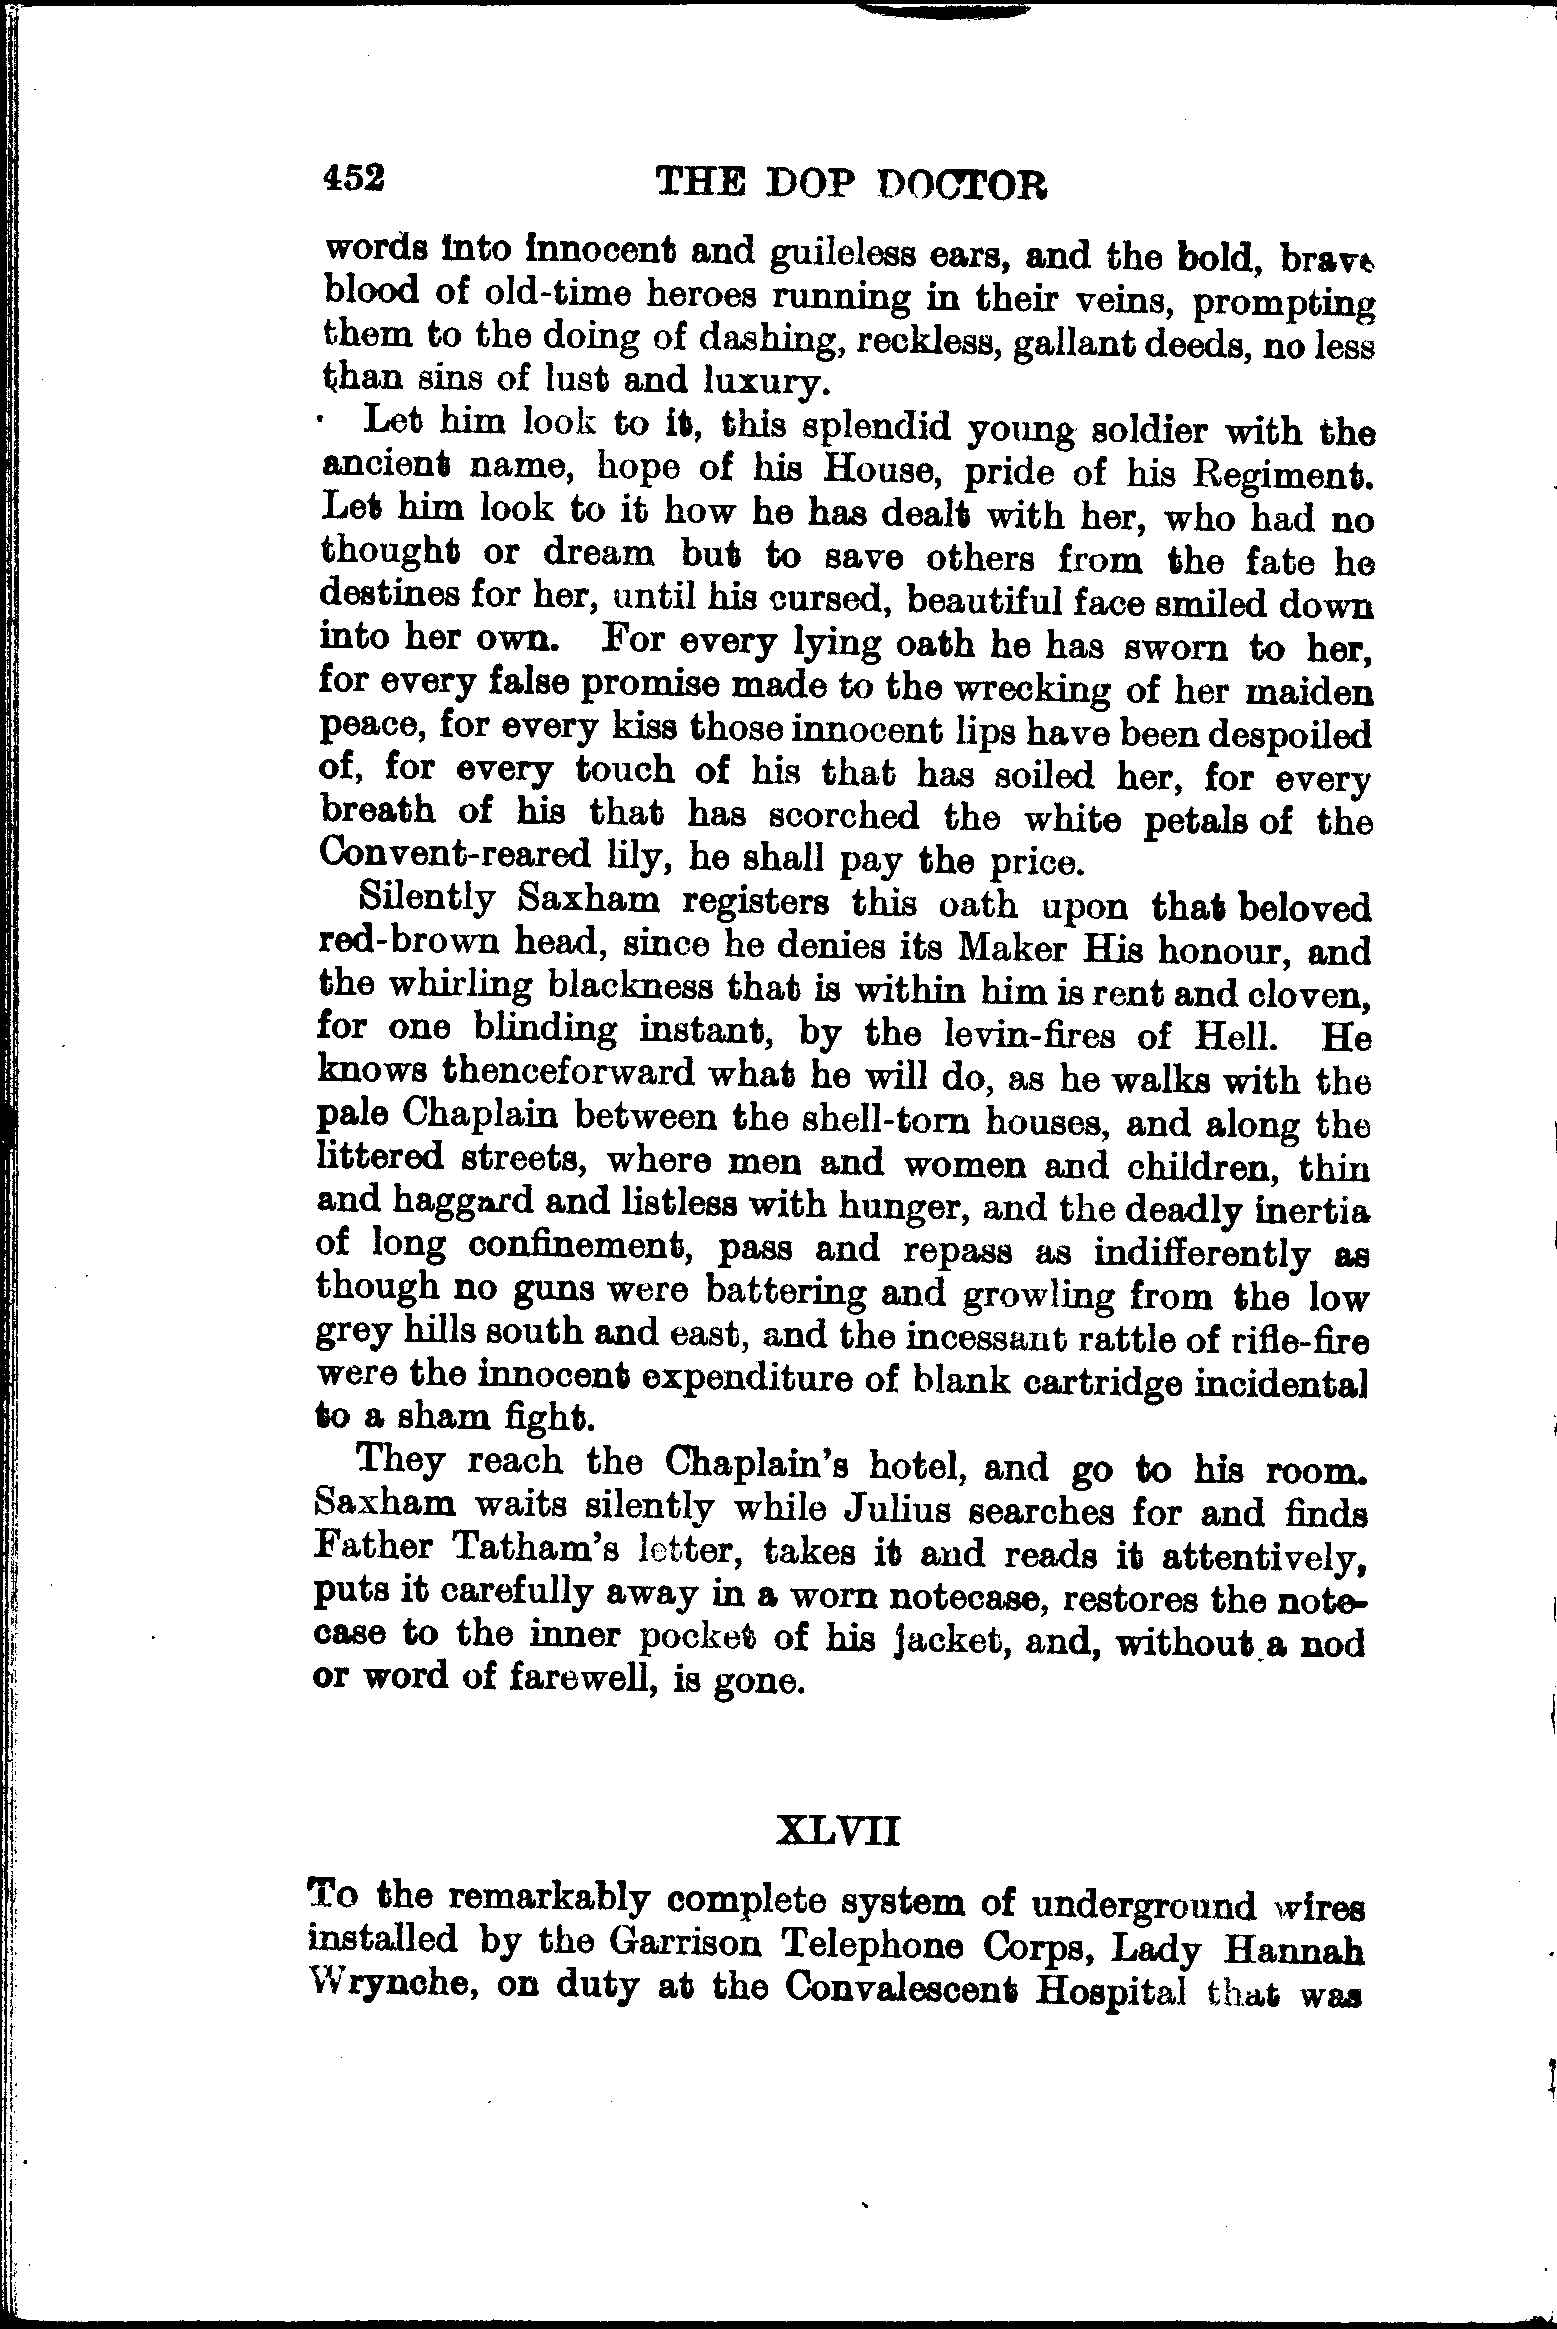 452 THE DOP DOCTOR
words into innocent and guileless ears, and the bold, brave
blood of old-time heroes running in their veins, prompting
them to the doing of dashing, reckless, gallant deeds, no less
than sins of lust and luxury.
Let him look to it, this splendid young soldier with the
ancient name, hope of his House, pride of his Regiment.
Let him look to it how he has dealt with her, who had no
thought or dream but to save others from the fate he
destines for her, until his cursed, beautiful face smiled down
into her own. For every lying oath he has sworn to her,
for every false promise made to the wrecking of her maiden
peace, for every kiss those innocent lips have been despoiled
of, for every touch of his that has soiled her, for every
breath of his that has scorched the white petals of the
Convent-reared lily, he shall pay the price.
Silently Saxham registers this oath upon that beloved
red-brown head, since he denies its Maker His honour, and
the whirling blackness that is within him is rent and cloven,
for one blinding instant, by the levin-fires of Hell. He
knows thenceforward what he will do, as he walks with the
pale Chaplain between the shell-torn houses, and along the
littered streets, where men and women and children, thin
and haggard and listless with hunger, and the deadly inertia
of long confinement, pass and repass as indifferently as
though no guns were battering and growling from the low
grey hills south and east, and the incessant rattle of rifle-fire
were the innocent expenditure of blank cartridge incidental
to a sham fight.
They reach the Chaplain's hotel, and go to his room.
Saxham waits silently while Julius searches for and finds
Father Tatham's letter, takes it and reads it attentively,
puts it carefully away in a worn notecase, restores the note-
case to the inner pocket of his jacket, and, without a nod
or word of farewell, is gone.
XLVII
To the remarkably complete system of underground wires
installed by the Garrison Telephone Corps, Lady Hannah
Wrynche, on duty at the Convalescent Hospital that was